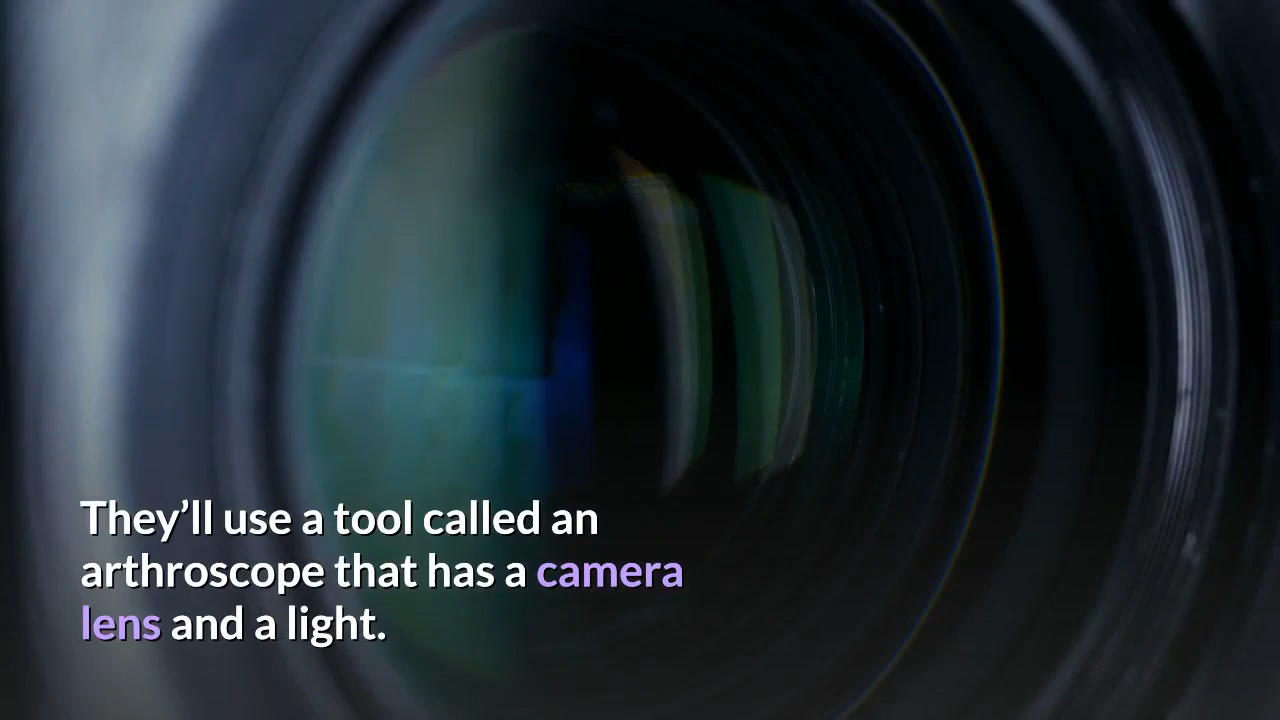 They’ll use a tool called an
arthroscope that has a camera
lens and a light.